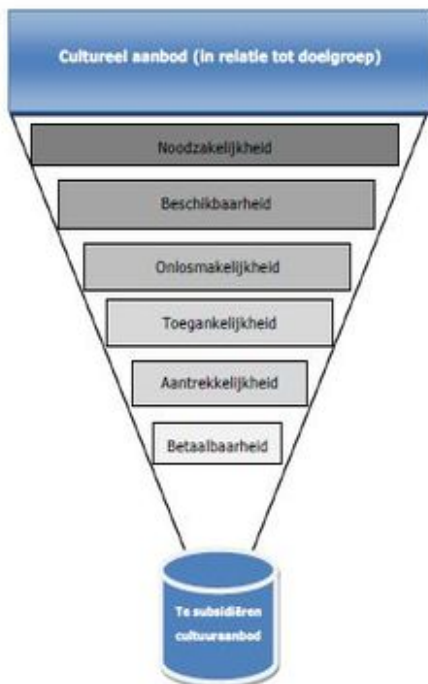 Cultureel aanbod (in relatie tot doelgroep)
Noodzakelijkheid
Beschikbaarheid
Onlosmakelijkheid
Toegankelijkheid
Aantrekkelijkheid
Betaalbaarheid
Te subsidiëren
cultuuraanbod